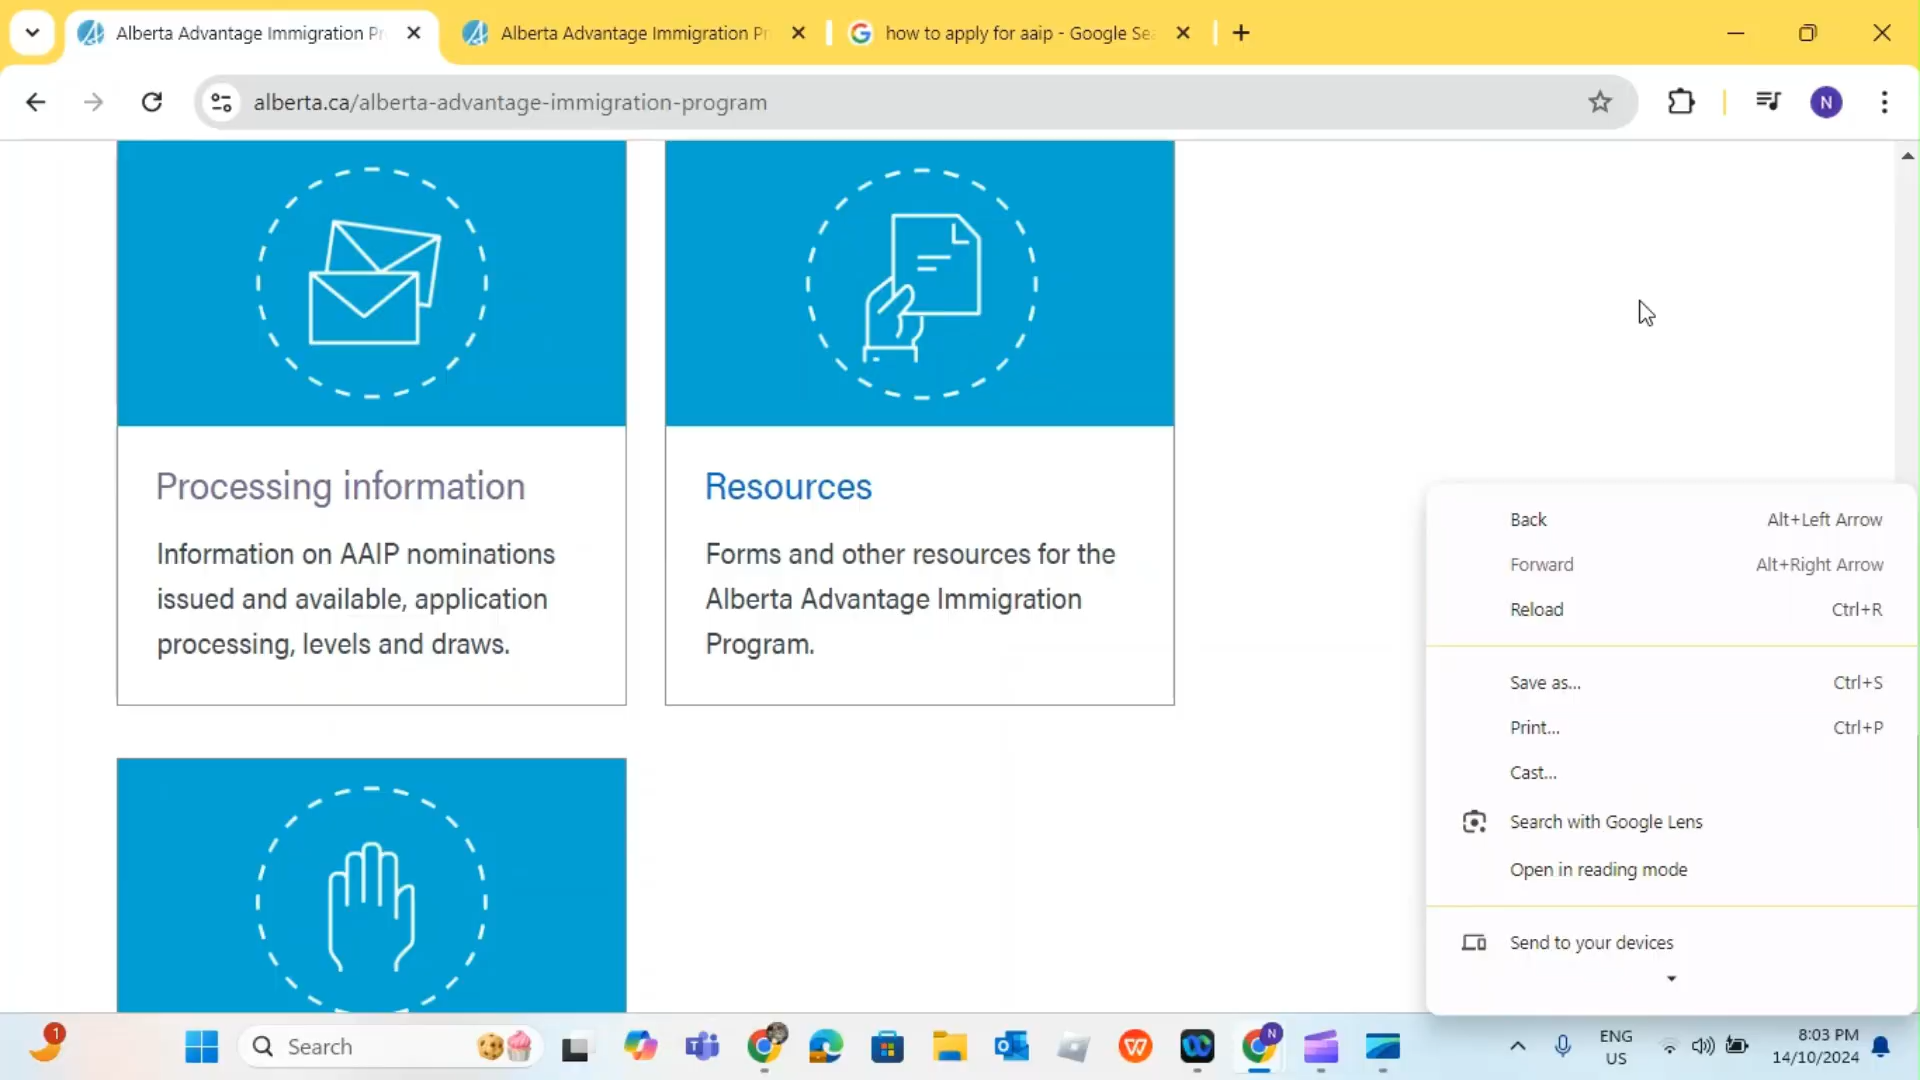 Alberta Advantage Immigration Pr
Alberta Advantage Immigration Pr
how to apply for aaip - Google Sea
alberta.ca/alberta-advantage-immigration-program
N
Processing information
Information on AAIP nominations
issued and available, application
processing, levels and draws.
Resources
Forms and other resources for the
Alberta Advantage Immigration
Program.
Back Alt+Left Arrow
Forward Alt+Right Arrow
Reload Ctrl+R
Save as... Ctrl+S
Print... Ctrl+P
Cast...
Search with Google Lens
Open in reading mode
Send to your devices
1
Search
N
ENG
US
8:03 PM
14/10/2024